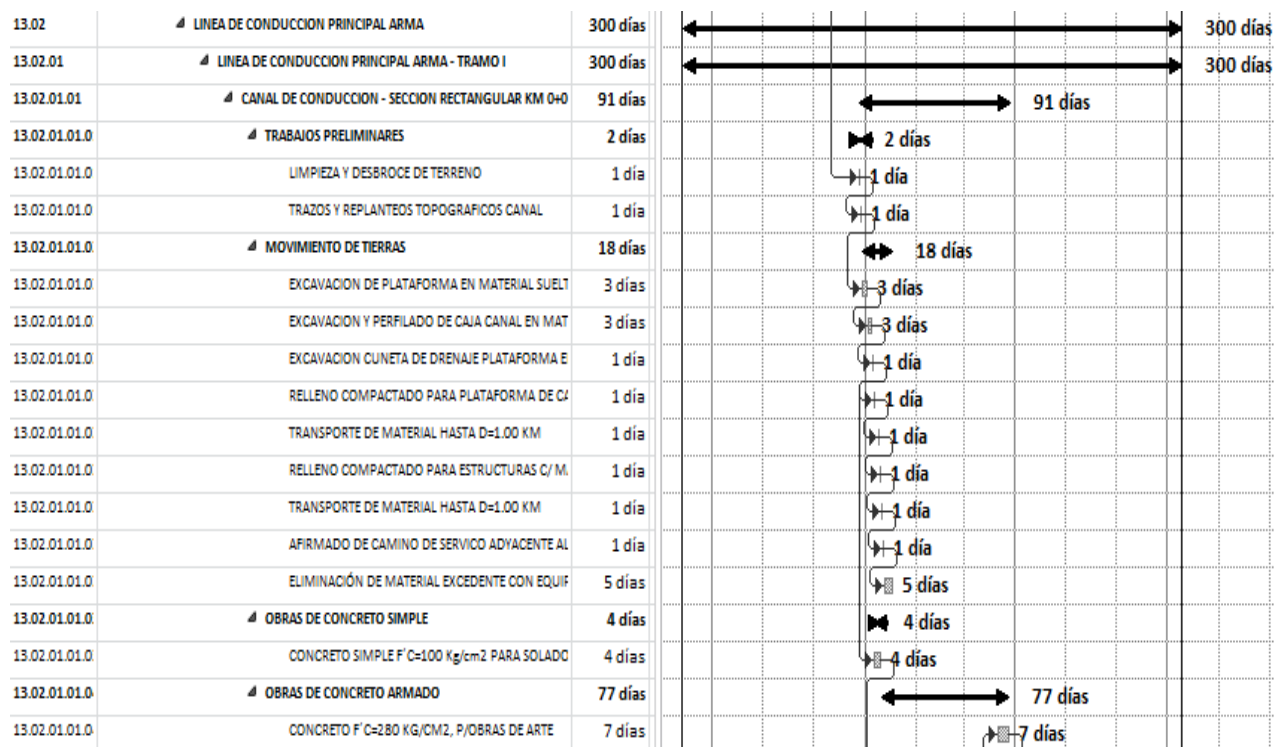 13.02 LINEA DE CONDUCCION PRINCIPAL ARMA 300 días 300 días
13.02.01 LINEA DE CONDUCCION PRINCIPAL ARMA - TRAMO I 300 días 300 días
13.02.01.01 CANAL DE CONDUCCION - SECCION RECTANGULAR KM 0+0 91 días 91 días
13.02.01.01.0 TRABAJOS PRELIMINARES 2 días 2 días
13.02.01.01.0 LIMPIEZA Y DESBROCE DE TERRENO 1 día 1 día
13.02.01.01.0 TRAZOS Y REPLANTEOS TOPOGRAFICOS CANAL 1 día 1 día
13.02.01.01.0 MOVIMIENTO DE TIERRAS 18 días 18 días
13.02.01.01.0 EXCAVACION DE PLATAFORMA EN MATERIAL SUELT 3 días 3 días
13.02.01.01.0 EXCAVACION Y PERFILADO DE CAJA CANAL EN MAT 3 días 3 días
13.02.01.01.0 EXCAVACION CUNETA DE DRENAJE PLATAFORMA E 1 día 1 día
13.02.01.01.0 RELLENO COMPACTADO PARA PLATAFORMA DE CA 1 día 1 día
13.02.01.01.0 TRANSPORTE DE MATERIAL HASTA D=1.00 KM 1 día 1 día
13.02.01.01.0 RELLENO COMPACTADO PARA ESTRUCTURAS C/ M. 1 día 1 día
13.02.01.01.0 TRANSPORTE DE MATERIAL HASTA D=1.00 KM 1 día 1 día
13.02.01.01.0 AFIRMADO DE CAMINO DE SERVICO ADYACENTE AL 1 día 1 día
13.02.01.01.0 ELIMINACIÓN DE MATERIAL EXCEDENTE CON EQUIP 5 días 5 días
13.02.01.01.0 OBRAS DE CONCRETO SIMPLE 4 días 4 días
13.02.01.01.0 CONCRETO SIMPLE F´C=100 Kg/cm2 PARA SOLADO 4 días 4 días
13.02.01.01.0 OBRAS DE CONCRETO ARMADO 77 días 77 días
13.02.01.01.0 CONCRETO F´C=280 KG/CM2, P/OBRAS DE ARTE 7 días 7 días